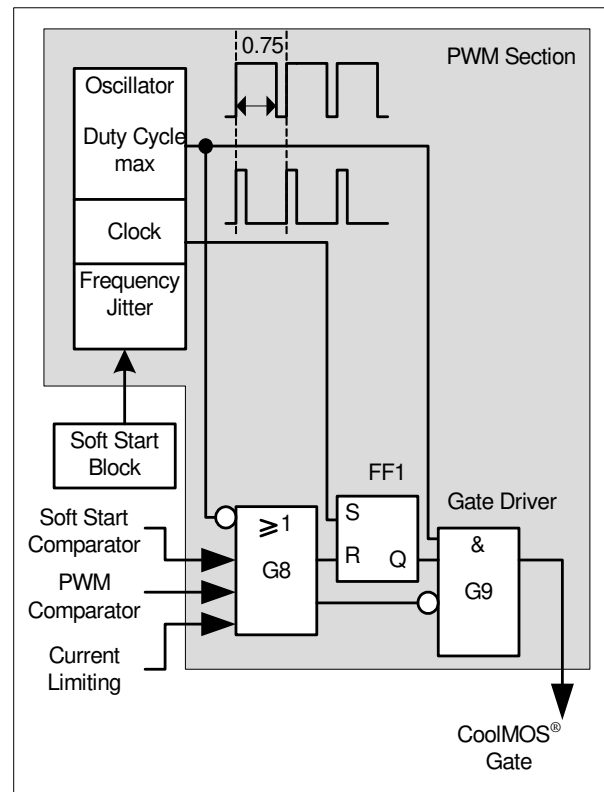 0.75
PWM Section
Oscillator
Duty Cycle
max
Clock
Frequency
Jitter
Soft Start
Block
FF1
Gate Driver
Soft Start
Comparator
PWM
Comparator
Current
Limiting
⩾1
G8
S
R
Q
&
G9
CoolMOS®
Gate